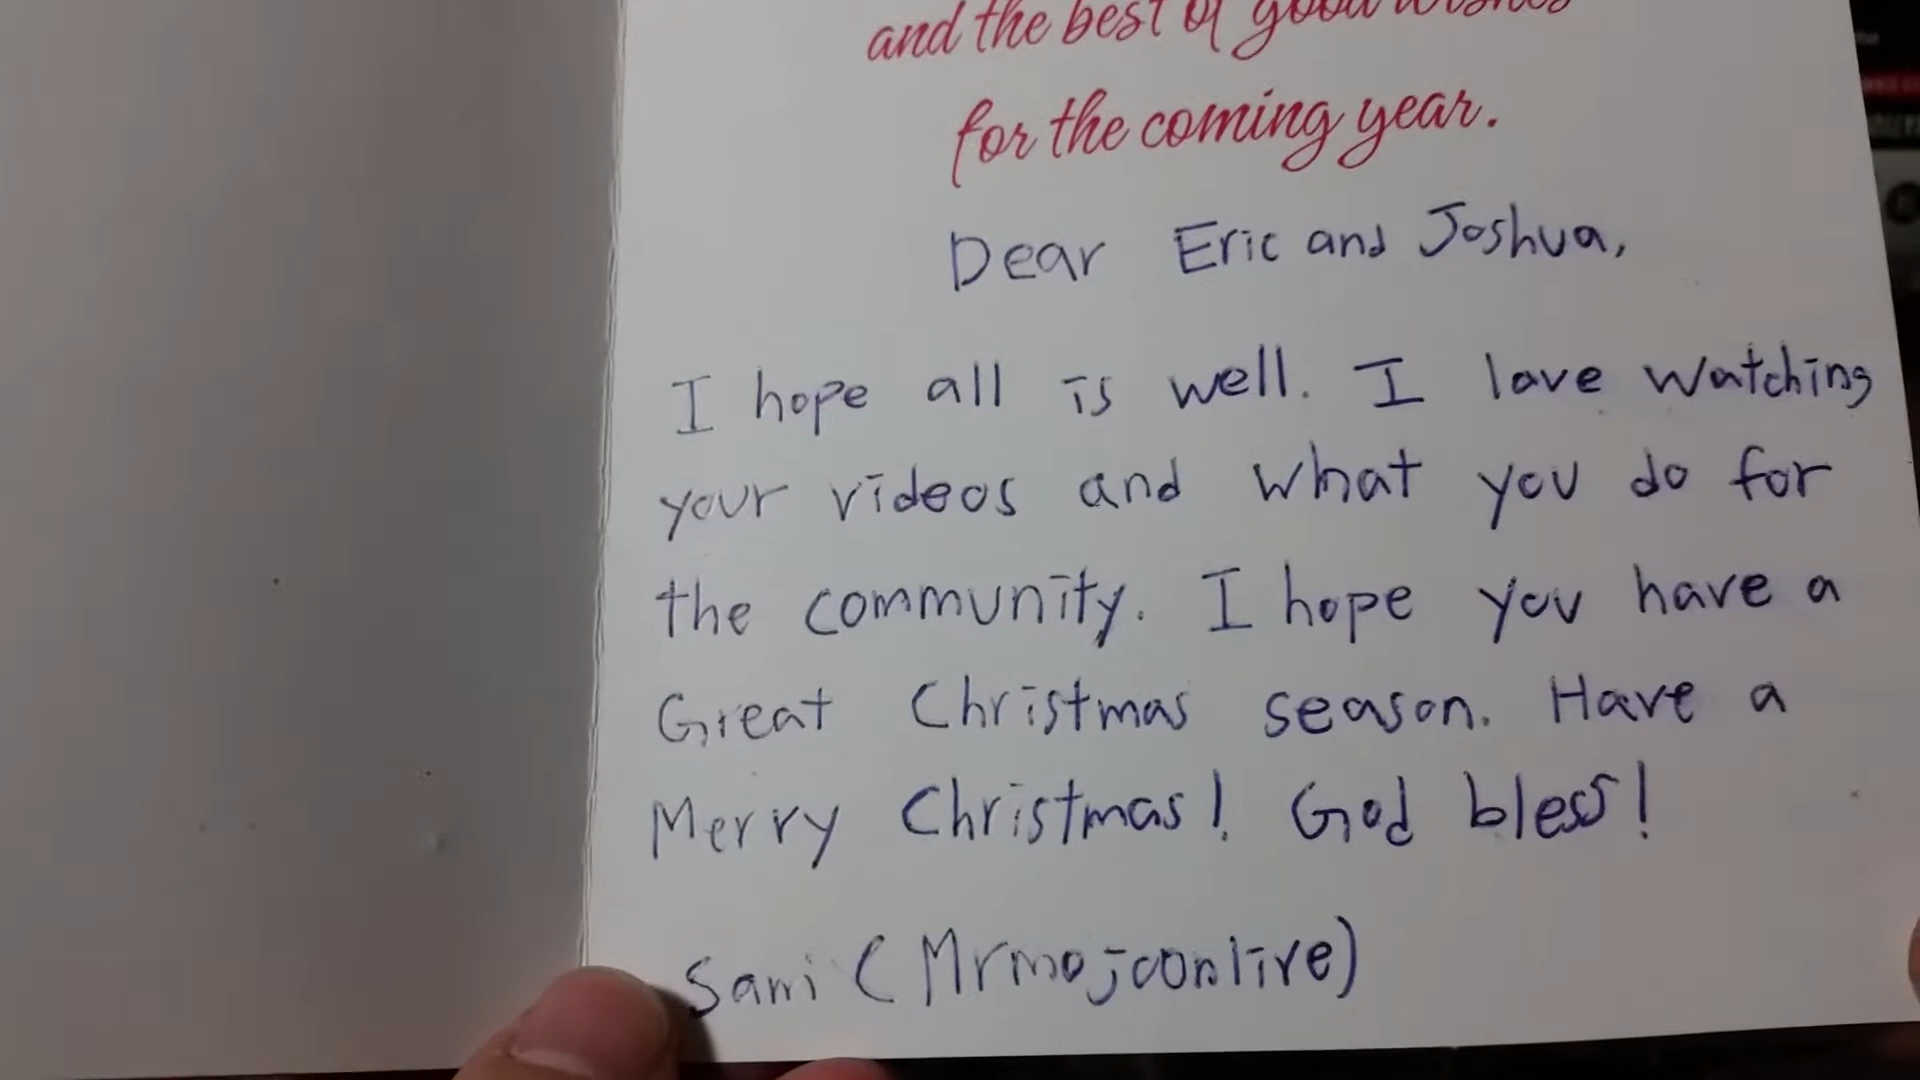 and the best of good wishes
for the coming year.
Dear Eric and Joshua,
I hope all is well. I love watching
your videos and what you do for
the community. I hope you have a
Great Christmas season. Have a
Merry Christmas! God bless!
Sami (Mrmojoonlive)